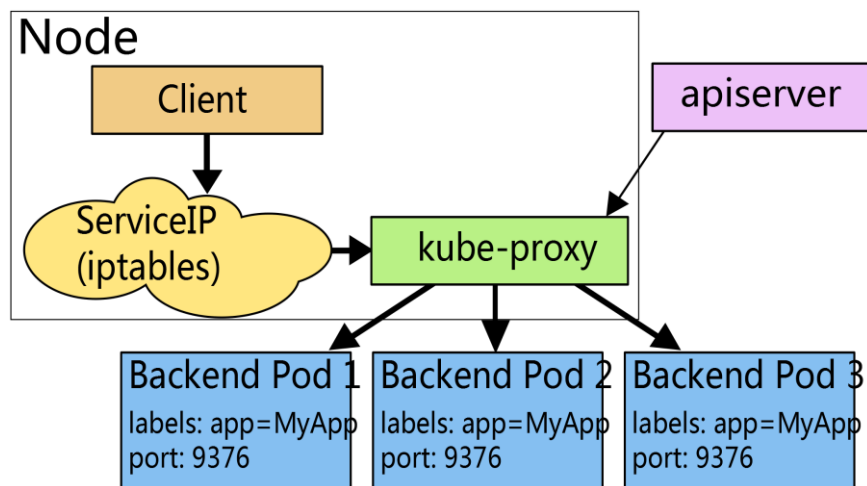 Node
Client
apiserver
ServiceIP
(iptables)
kube-proxy
Backend Pod 1
labels: app=MyApp
port: 9376
Backend Pod 2
labels: app=MyApp
port: 9376
Backend Pod 3
labels: app=MyApp
port: 9376